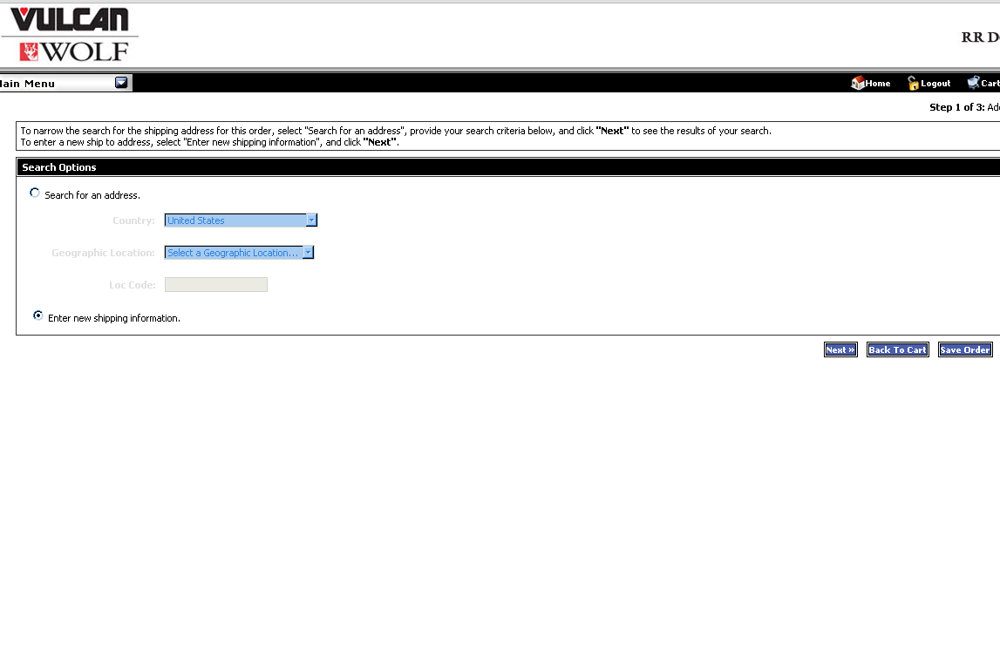 VULCAN
WOLF
RR D
ain Menu
Home Logout Cart
Step 1 of 3: Ad
To narrow the search for the shipping address for this order, select "Search for an address", provide your search criteria below, and click "Next" to see the results of your search.
To enter a new ship to address, select "Enter new shipping information", and click "Next".
Search Options
Search for an address.
Country: United States
Geographic Location: Select a Geographic Location...
Loc Code:
Enter new shipping information.
Next » Back To Cart Save Order